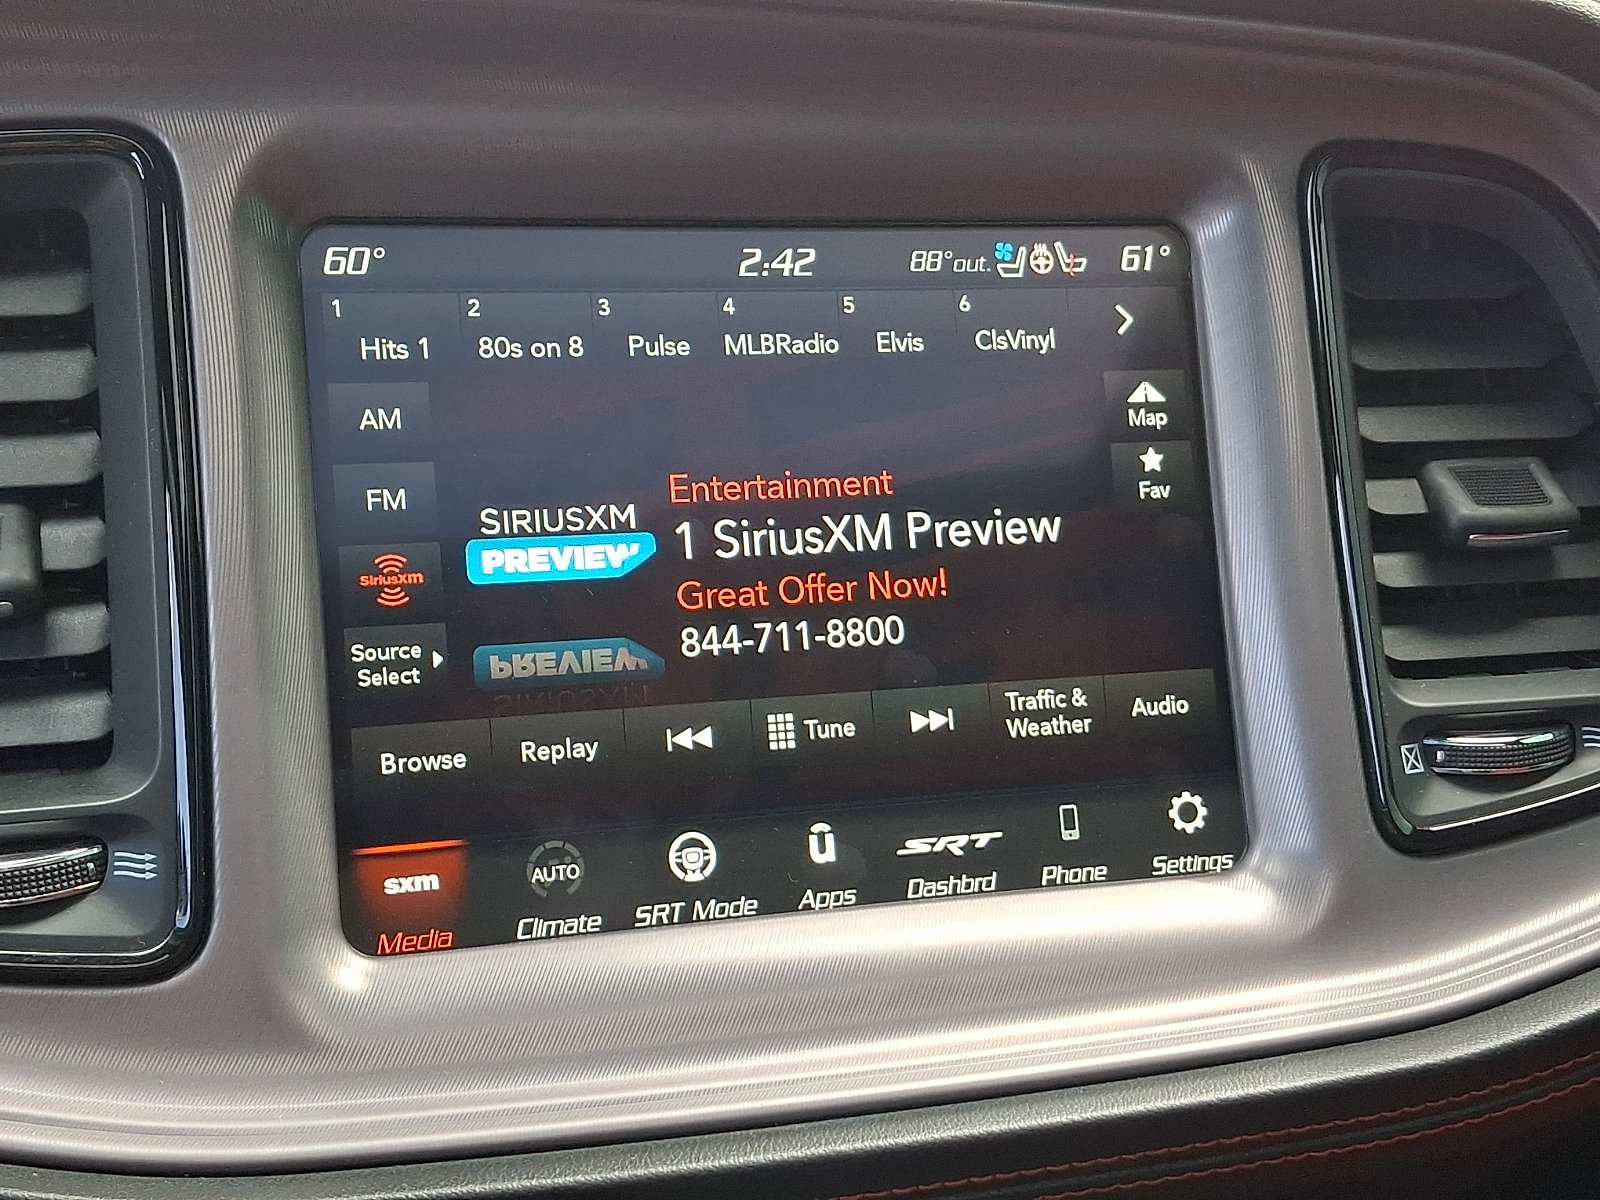 60°
2:42
88°out.
61°
1
2
3
4
5
6
Hits 1
80s on 8
Pulse
MLBRadio
Elvis
ClsVinyl
AM
Map
FM
Fav
SIRIUSXM
PREVIEW
Entertainment
1 SiriusXM Preview
Great Offer Now!
844-711-8800
SiriusXm
Source
Select
PREVIEW
SIRIUSXM
Browse
Replay
Tune
Traffic &
Weather
Audio
sxm
Media
AUTO
Climate
SRT Mode
u
Apps
SRT
Dashbrd
Phone
Settings